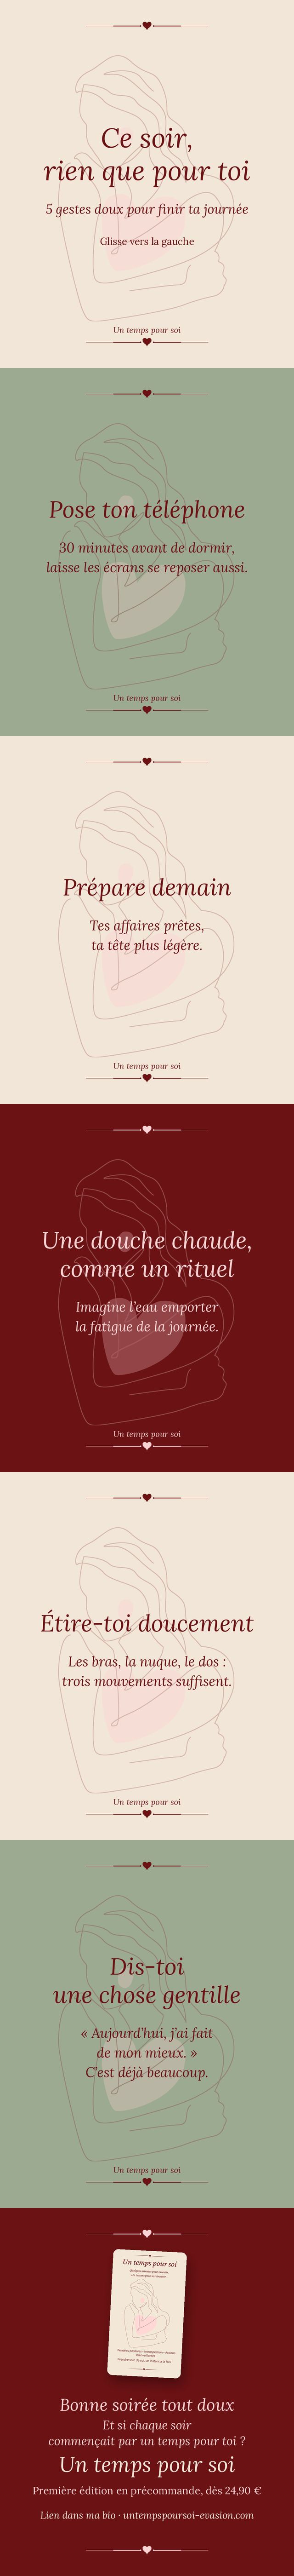 Ce soir,
rien que pour toi
5 gestes doux pour finir ta journée
Glisse vers la gauche
Un temps pour soi
Pose ton téléphone
30 minutes avant de dormir,
laisse les écrans se reposer aussi.
Un temps pour soi
Prépare demain
Tes affaires prêtes,
ta tête plus légère.
Un temps pour soi
Une douche chaude,
comme un rituel
Imagine l'eau emporter
la fatigue de la journée.
Un temps pour soi
Étire-toi doucement
Les bras, la nuque, le dos :
trois mouvements suffisent.
Un temps pour soi
Dis-toi
une chose gentille
« Aujourd'hui, j'ai fait
de mon mieux. »
C'est déjà beaucoup.
Un temps pour soi
Un temps pour soi
Bonne soirée tout doux
Et si chaque soir
commençait par un temps pour toi ?
Un temps pour soi
Première édition en précommande, dès 24,90 €
Lien dans ma bio · untempspoursoi-evasion.com